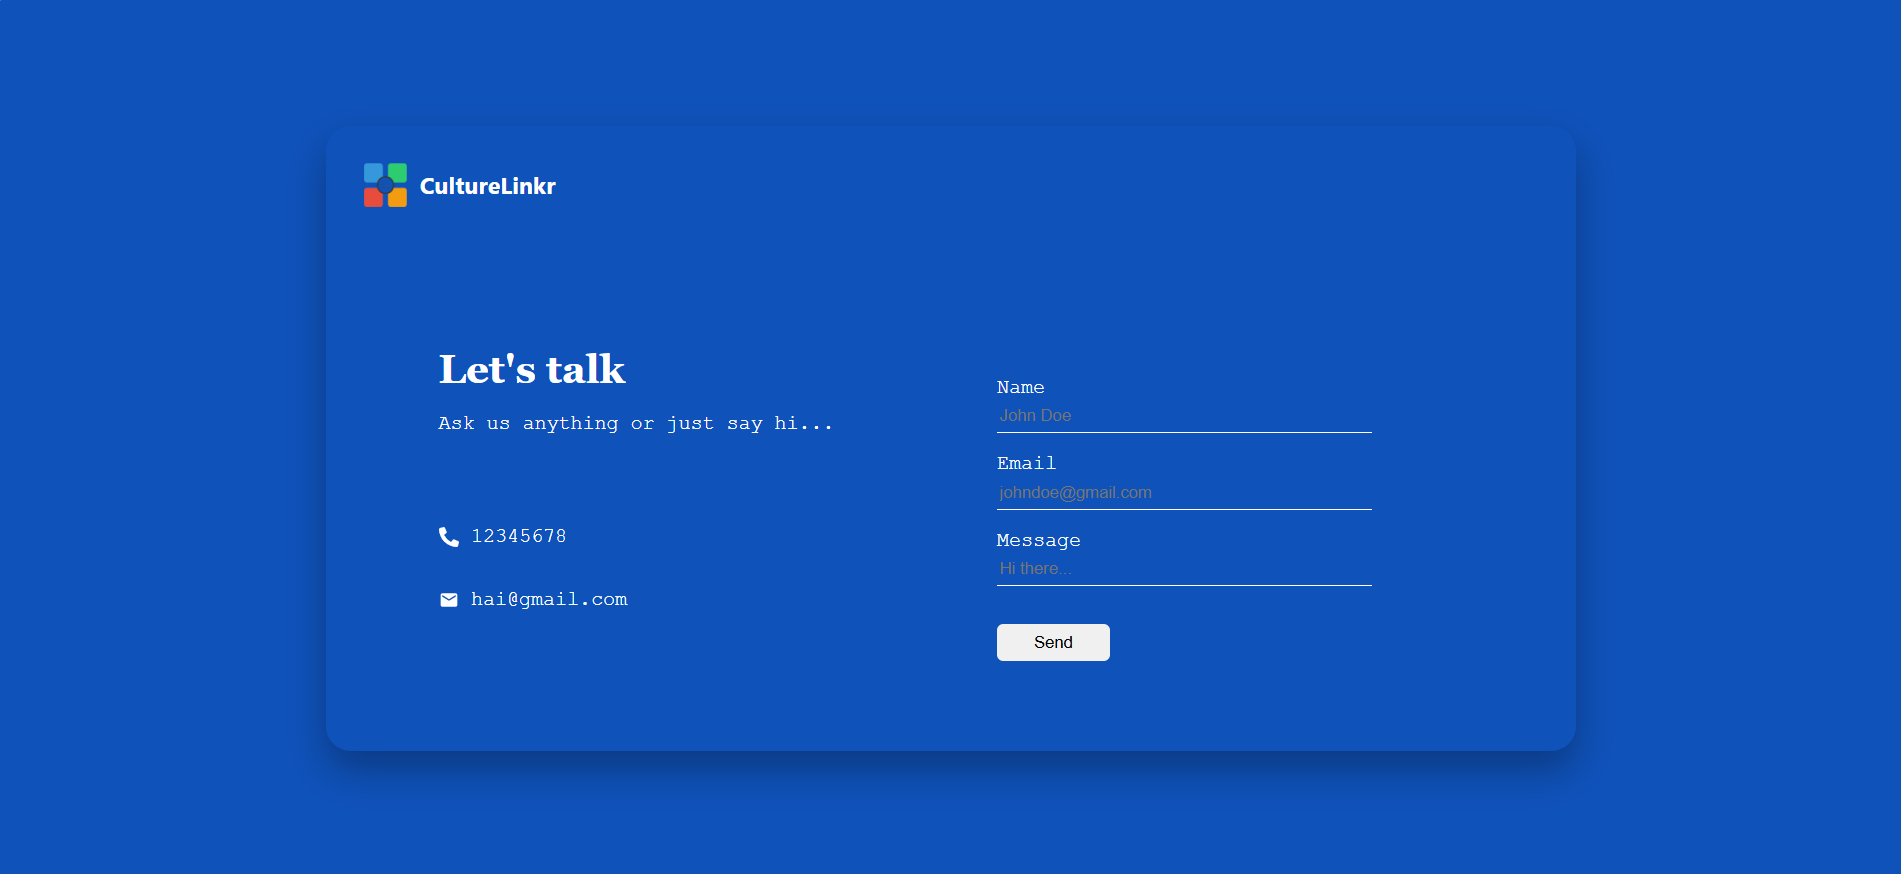 CultureLinkr
Let's talk
Ask us anything or just say hi...
12345678
hai@gmail.com
Name
John Doe
Email
johndoe@gmail.com
Message
Hi there...
Send